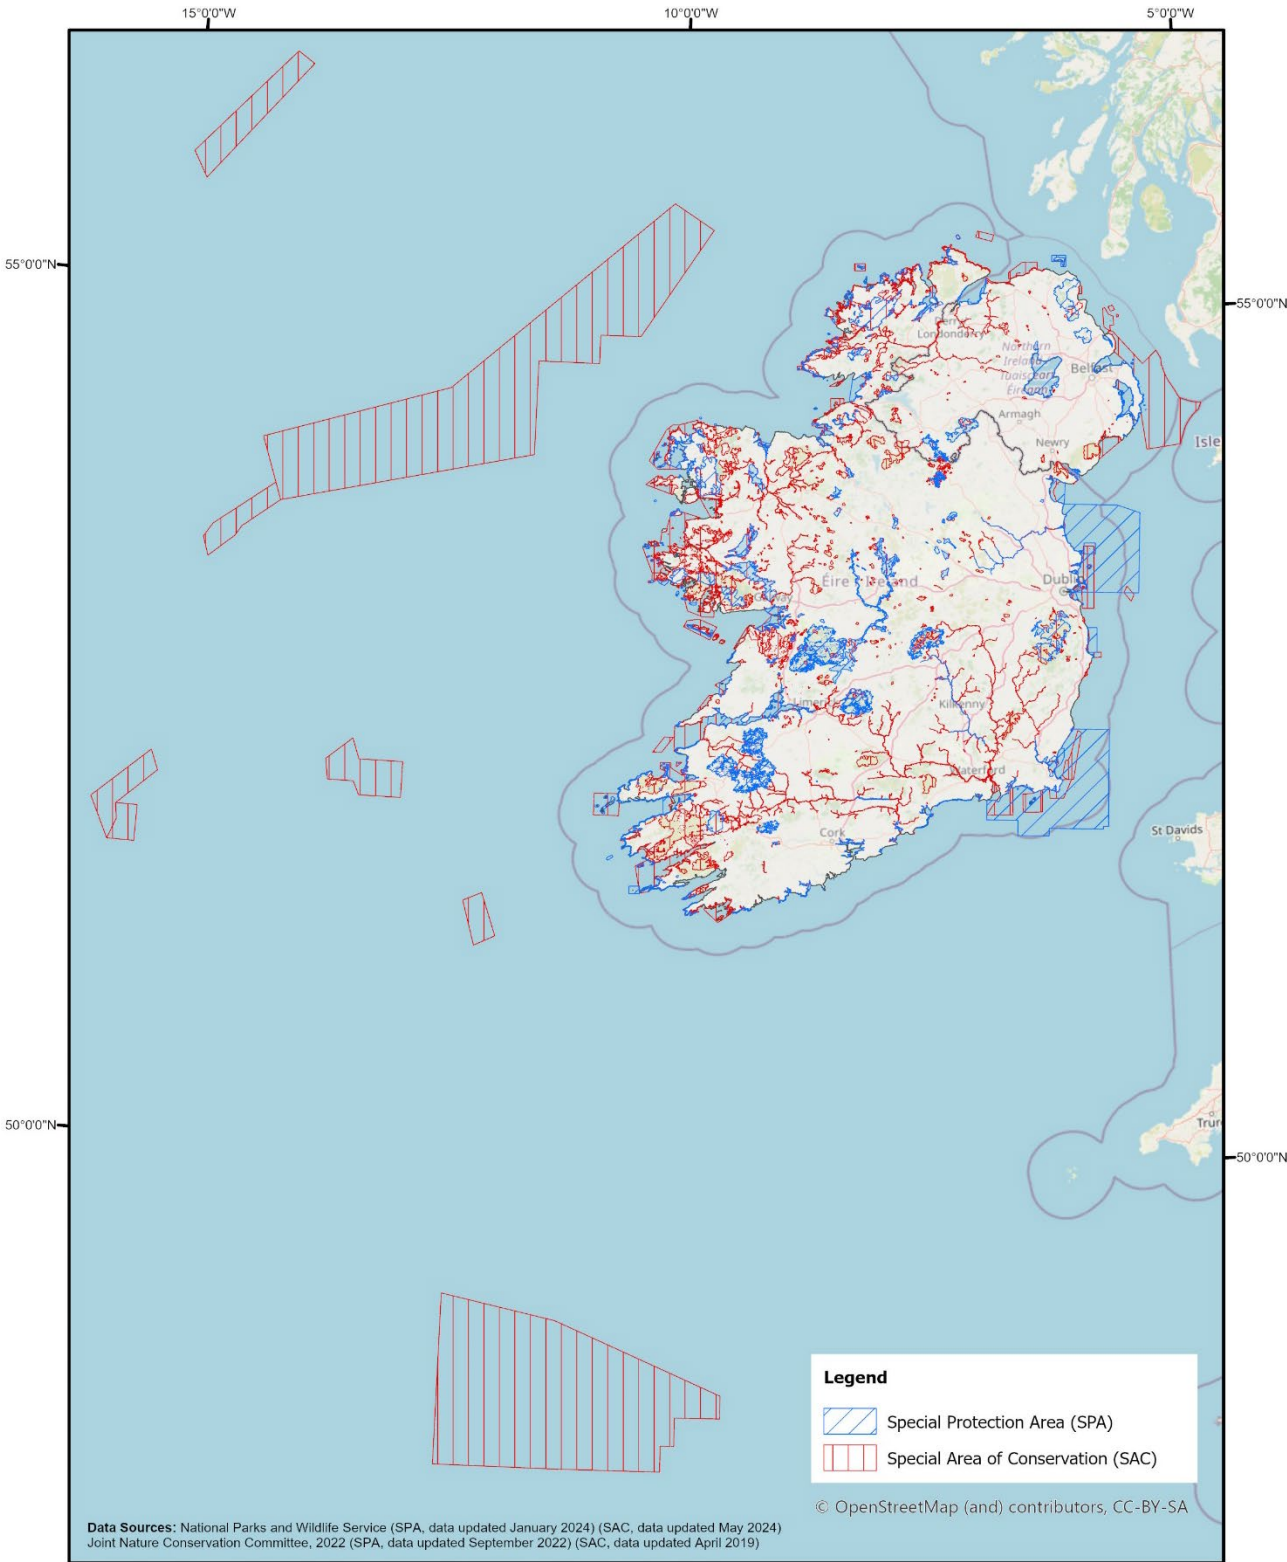 15°0'0"W 10°0'0"W 5°0'0"W
55°0'0"N
55°0'0"N
Londonderry
Northern
Ireland
Belfast
Armagh
Newry
Isle
Éire / Ireland
Dublin
Kilkenny
Waterford
Cork
St Davids
50°0'0"N
50°0'0"N
Legend
Special Protection Area (SPA)
Special Area of Conservation (SAC)
© OpenStreetMap (and) contributors, CC-BY-SA
Data Sources: National Parks and Wildlife Service (SPA, data updated January 2024) (SAC, data updated May 2024)
Joint Nature Conservation Committee, 2022 (SPA, data updated September 2022) (SAC, data updated April 2019)